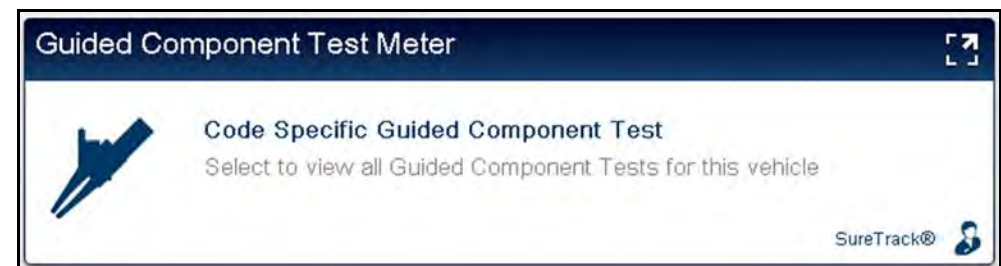 Guided Component Test Meter
Code Specific Guided Component Test
Select to view all Guided Component Tests for this vehicle
SureTrack®